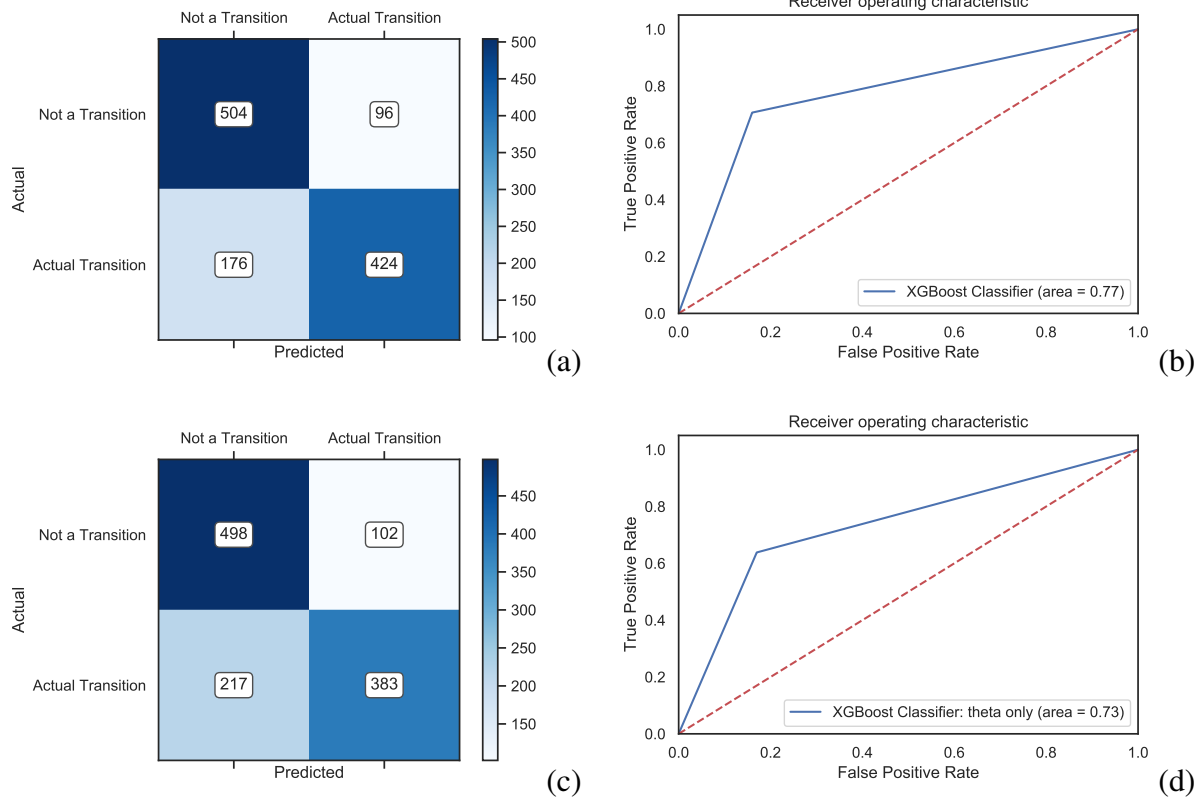 Not a Transition Actual Transition
Actual
Not a Transition
Actual Transition
504 96
176 424
Predicted
500
450
400
350
300
250
200
150
100
(a)
Receiver operating characteristic
True Positive Rate
1.0
0.8
0.6
0.4
0.2
0.0
XGBoost Classifier (area = 0.77)
0.0 0.2 0.4 0.6 0.8 1.0
False Positive Rate
(b)
Not a Transition Actual Transition
Actual
Not a Transition
Actual Transition
498 102
217 383
Predicted
450
400
350
300
250
200
150
(c)
Receiver operating characteristic
True Positive Rate
1.0
0.8
0.6
0.4
0.2
0.0
XGBoost Classifier: theta only (area = 0.73)
0.0 0.2 0.4 0.6 0.8 1.0
False Positive Rate
(d)